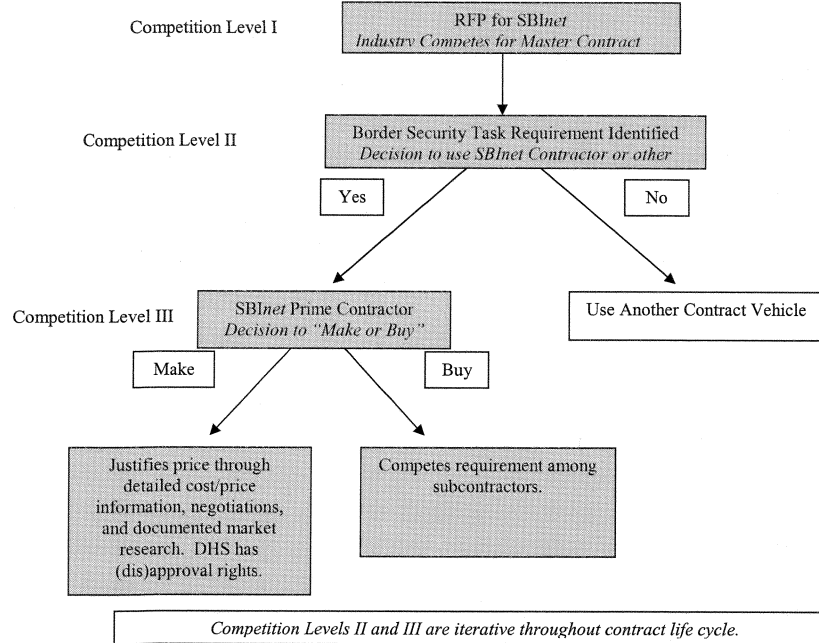 Competition Level I
RFP for SBInet
Industry Competes for Master Contract
Competition Level II
Border Security Task Requirement Identified
Decision to use SBInet Contractor or other
Yes
No
Competition Level III
SBInet Prime Contractor
Decision to “Make or Buy”
Use Another Contract Vehicle
Make
Buy
Justifies price through
detailed cost/price
information, negotiations,
and documented market
research. DHS has
(dis)approval rights.
Competes requirement among
subcontractors.
Competition Levels II and III are iterative throughout contract life cycle.